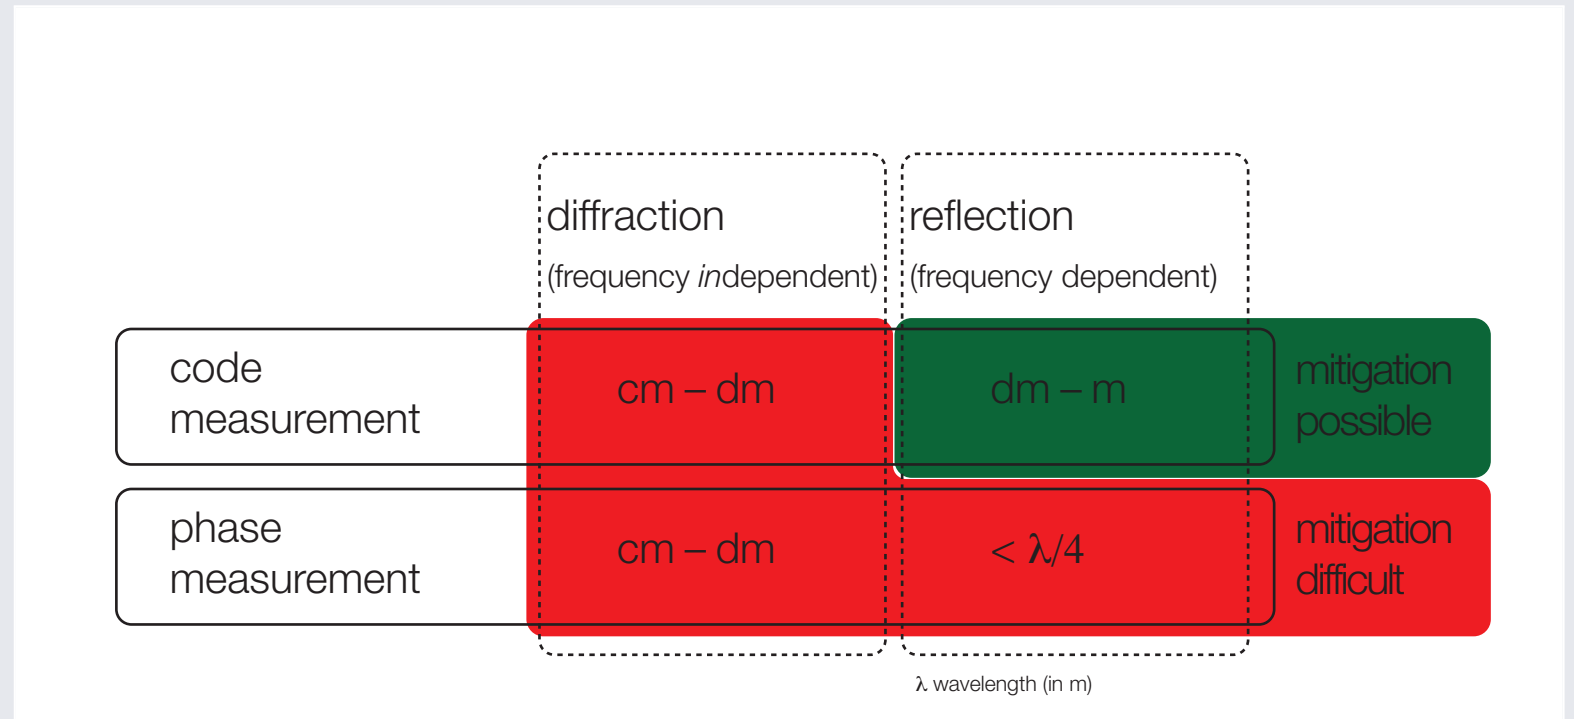 diffraction
(frequency independent)
reflection
(frequency dependent)
code
measurement
cm – dm
dm – m
mitigation
possible
phase
measurement
cm – dm
< λ/4
mitigation
difficult
λ wavelength (in m)